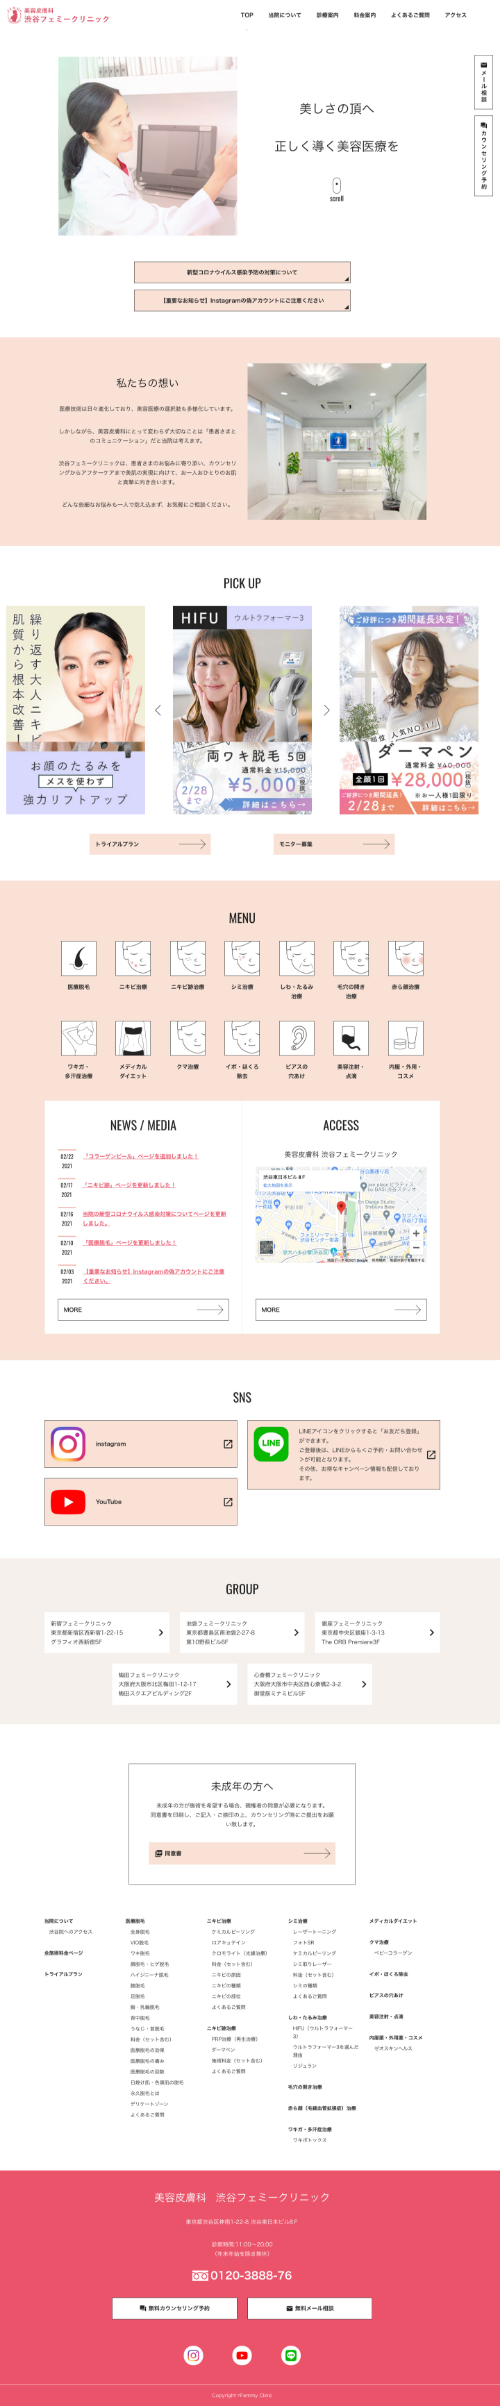 美容皮膚科
渋谷フェミークリニック
TOP
当院について
診療案内
料金案内
よくあるご質問
アクセス
メール相談
カウンセリング予約
美しさの頂へ
正しく導く美容医療を
scroll
新型コロナウイルス感染予防の対策について
【重要なお知らせ】Instagramの偽アカウントにご注意ください
私たちの想い
医療技術は日々進化しており、美容医療の選択肢も多様化しています。
しかしながら、美容皮膚科にとって変わらず大切なことは「患者さまと
のコミュニケーション」だと当院は考えます。
渋谷フェミークリニックは、患者さまのお悩みに寄り添い、カウンセリ
ングからアフターケアまで美肌の実現に向けて、お一人おひとりのお肌
と真摯に向き合います。
どんな些細なお悩みも一人で抱え込まず、お気軽にご相談ください。
PICK UP
繰り返す大人ニキビ
肌質から根本改善！
お顔のたるみを
メスを使わず
強力リフトアップ
HIFU
ウルトラフォーマー3
両ワキ脱毛 5回
通常料金 ¥15,000
¥5,000
(税抜)
2/28
まで
詳細はこちら→
ご好評につき期間延長決定！
人気NO.1!
ダーマペン
通常料金 ¥40,000
全顔1回
¥28,000
(税抜)
ご好評につき期間延長！
2/28まで
※お一人様1回限り
詳細はこちら→
トライアルプラン
モニター募集
MENU
医療脱毛
ニキビ治療
ニキビ跡治療
シミ治療
しわ・たるみ
治療
毛穴の開き
治療
赤ら顔治療
ワキガ・
多汗症治療
メディカル
ダイエット
クマ治療
イボ・ほくろ
除去
ピアスの
穴あけ
美容注射・
点滴
内服・外用・
コスメ
NEWS / MEDIA
02/22
2021
「コラーゲンピール」ページを追加しました！
02/17
2021
「ニキビ跡」ページを更新しました！
02/16
2021
当院の新型コロナウイルス感染対策についてページを更新
しました。
02/10
2021
「医療脱毛」ページを更新しました！
02/03
2021
【重要なお知らせ】Instagramの偽アカウントにご注意
ください。
MORE
ACCESS
美容皮膚科 渋谷フェミークリニック
渋谷東日本ビル８Ｆ
拡大地図を表示
MORE
SNS
instagram
LINEアイコンをクリックすると「お友だち登録」
ができます。
ご登録後は、LINEからもくご予約・お問い合わせ
＞が可能となります。
その他、お得なキャンペーン情報も配信しており
ます。
YouTube
GROUP
新宿フェミークリニック
東京都新宿区西新宿1-22-15
グラフィオ西新宿5F
池袋フェミークリニック
東京都豊島区南池袋2-27-8
第10野萩ビル6F
銀座フェミークリニック
東京都中央区銀座1-3-13
The ORB Premiere3F
梅田フェミークリニック
大阪府大阪市北区梅田1-12-17
梅田スクエアビルディング2F
心斎橋フェミークリニック
大阪府大阪市中央区西心斎橋2-3-2
御堂筋ミナミビル5F
未成年の方へ
未成年の方が施術を希望する場合、親権者の同意が必要になります。
同意書を印刷し、ご記入・ご捺印の上、カウンセリング時にご提出をお願
い致します。
同意書
当院について
渋谷院へのアクセス
会員価料金ページ
トライアルプラン
医療脱毛
全身脱毛
VIO脱毛
ワキ脱毛
顔脱毛・ヒゲ脱毛
ハイジニーナ脱毛
腕脱毛
足脱毛
胸・乳輪脱毛
背中脱毛
うなじ・首脱毛
料金（セット含む）
医療脱毛の効果
医療脱毛の痛み
医療脱毛の回数
日焼け肌・色素肌の脱毛
永久脱毛とは
デリケートゾーン
よくあるご質問
ニキビ治療
ケミカルピーリング
ロアキュテイン
クロモライト（光線治療）
料金（セット含む）
ニキビの原因
ニキビの種類
ニキビの部位
よくあるご質問
ニキビ跡治療
PRP治療（再生治療）
ダーマペン
施術料金（セット含む）
よくあるご質問
シミ治療
レーザートーニング
フォトSR
ケミカルピーリング
シミ取りレーザー
料金（セット含む）
シミの種類
よくあるご質問
しわ・たるみ治療
HIFU（ウルトラフォーマー
3）
ウルトラフォーマー3を選んだ
理由
リジュラン
毛穴の開き治療
赤ら顔（毛細血管拡張症）治療
ワキガ・多汗症治療
ワキボトックス
メディカルダイエット
クマ治療
ベビーコラーゲン
イボ・ほくろ除去
ピアスの穴あけ
美容注射・点滴
内服薬・外用薬・コスメ
ゼオスキンヘルス
美容皮膚科 渋谷フェミークリニック
東京都渋谷区神南1-22-8 渋谷東日本ビル8Ｆ
診察時間:11:00～20:00
（年末年始を除き無休）
0120-3888-76
無料カウンセリング予約
無料メール相談
Copyright ©Femmy Clinic